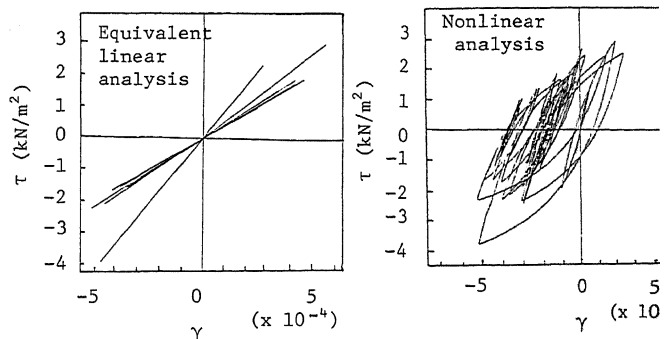 Equivalent
linear
analysis
3
2
1
0
-1
-2
-3
-4
τ (kN/m²)
-5
0
5
γ
(x 10⁻⁴)
Nonlinear
analysis
3
2
1
0
-1
-2
-3
-4
τ (kN/m²)
-5
0
5
γ
(x 10